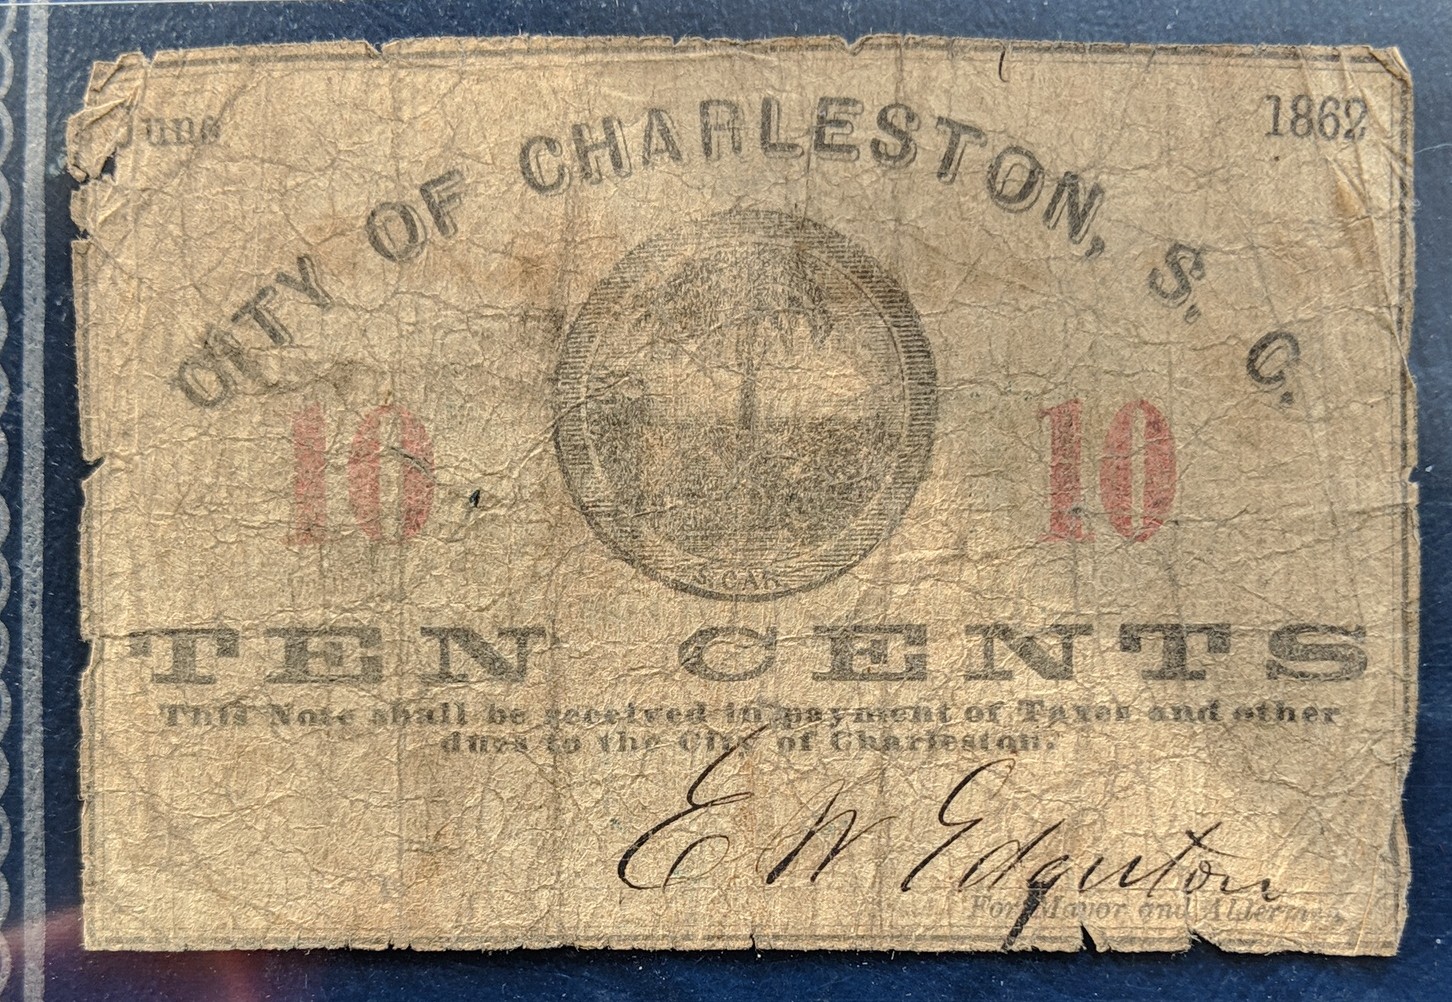 June 1862
CITY OF CHARLESTON, S. C.
10 10
TEN CENTS
This Note shall be received in payment of Taxes and other
dues to the City of Charleston.
E W Edgerton
For Mayor and Aldermen